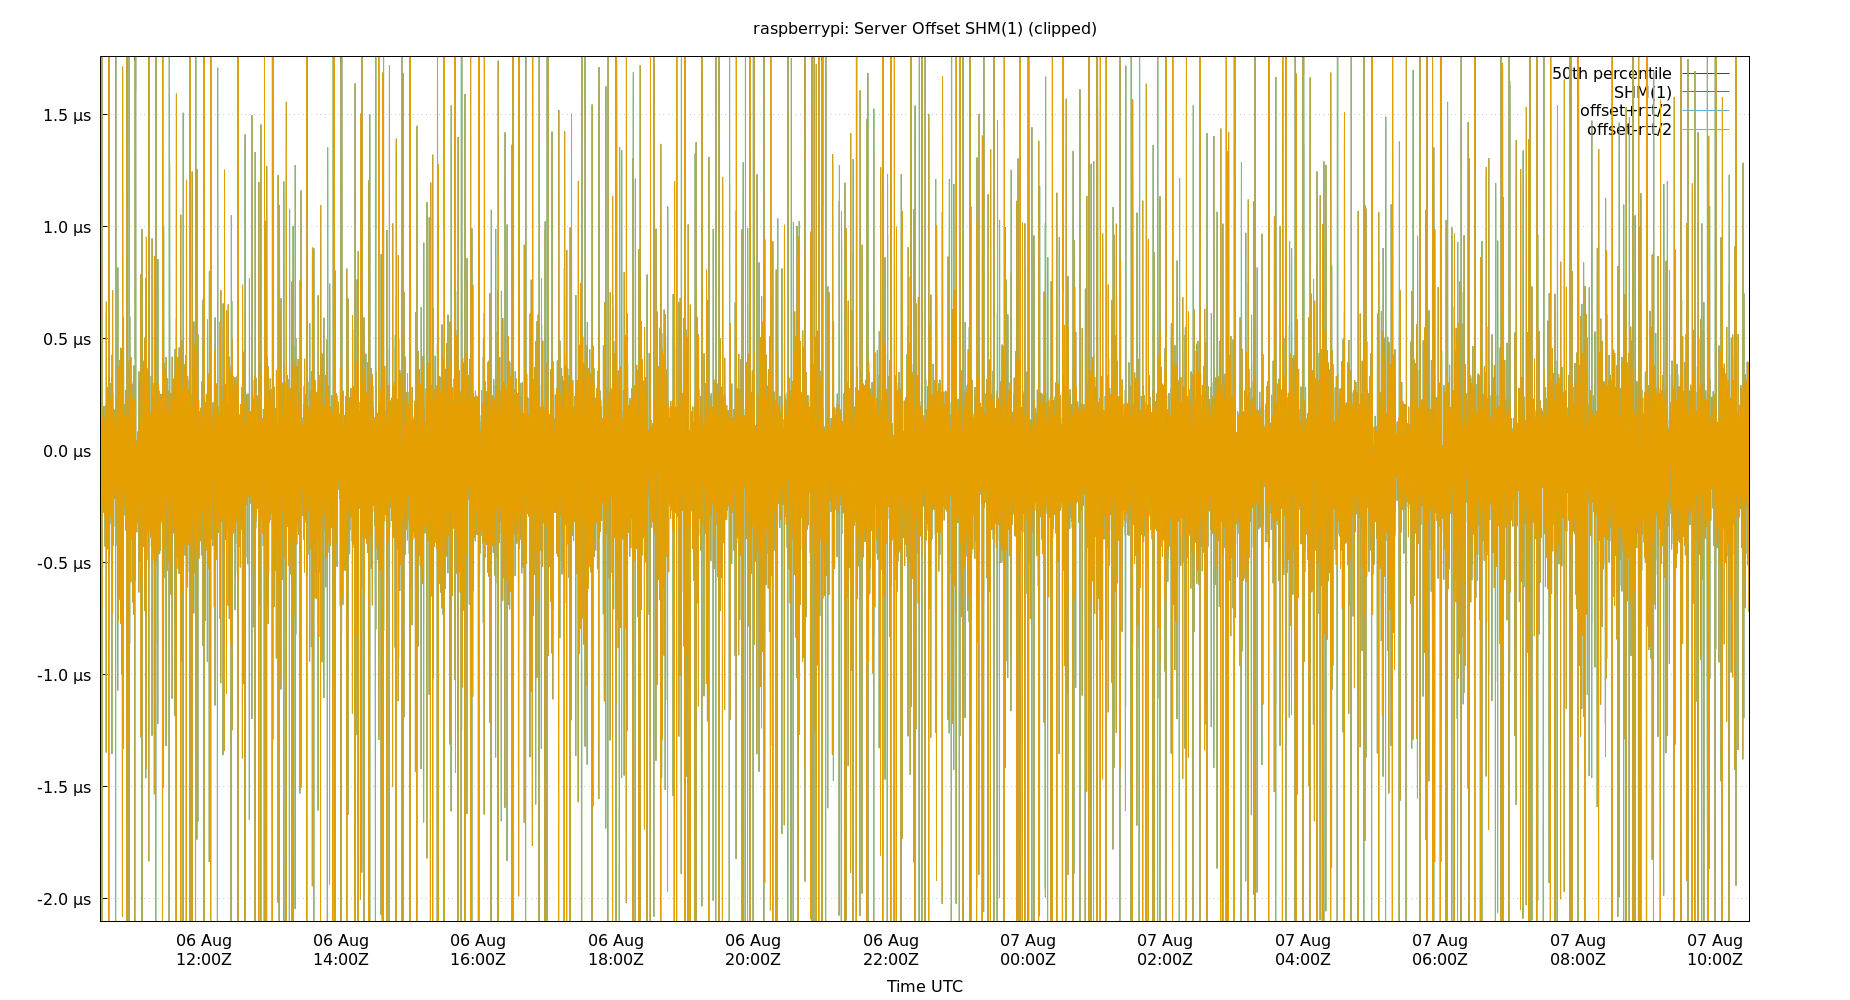 raspberrypi: Server Offset SHM(1) (clipped)
50th percentile
SHM(1)
offset+rtt/2
offset-rtt/2
1.5 µs
1.0 µs
0.5 µs
0.0 µs
-0.5 µs
-1.0 µs
-1.5 µs
-2.0 µs
06 Aug 06 Aug 06 Aug 06 Aug 06 Aug 06 Aug 07 Aug 07 Aug 07 Aug 07 Aug 07 Aug 07 Aug
12:00Z 14:00Z 16:00Z 18:00Z 20:00Z 22:00Z 00:00Z 02:00Z 04:00Z 06:00Z 08:00Z 10:00Z
Time UTC